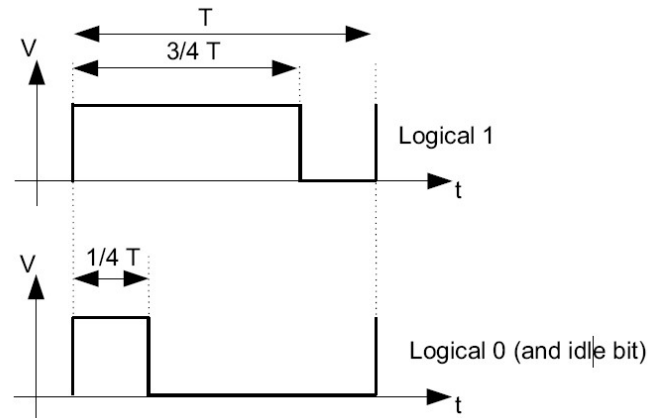 T
V
3/4 T
Logical 1
t
1/4 T
V
Logical 0 (and idle bit)
t